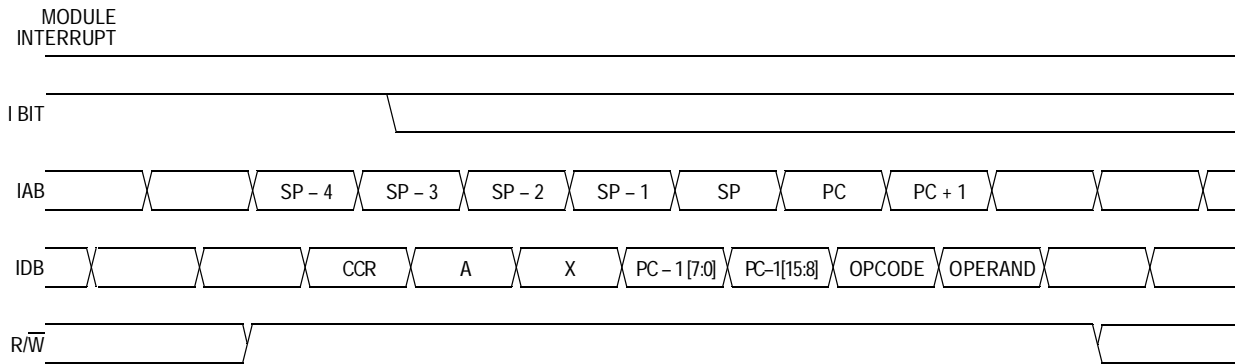 MODULE
INTERRUPT
I BIT
IAB SP – 4 SP – 3 SP – 2 SP – 1 SP PC PC + 1
IDB CCR A X PC – 1 [7:0] PC–1[15:8] OPCODE OPERAND
R/W̅